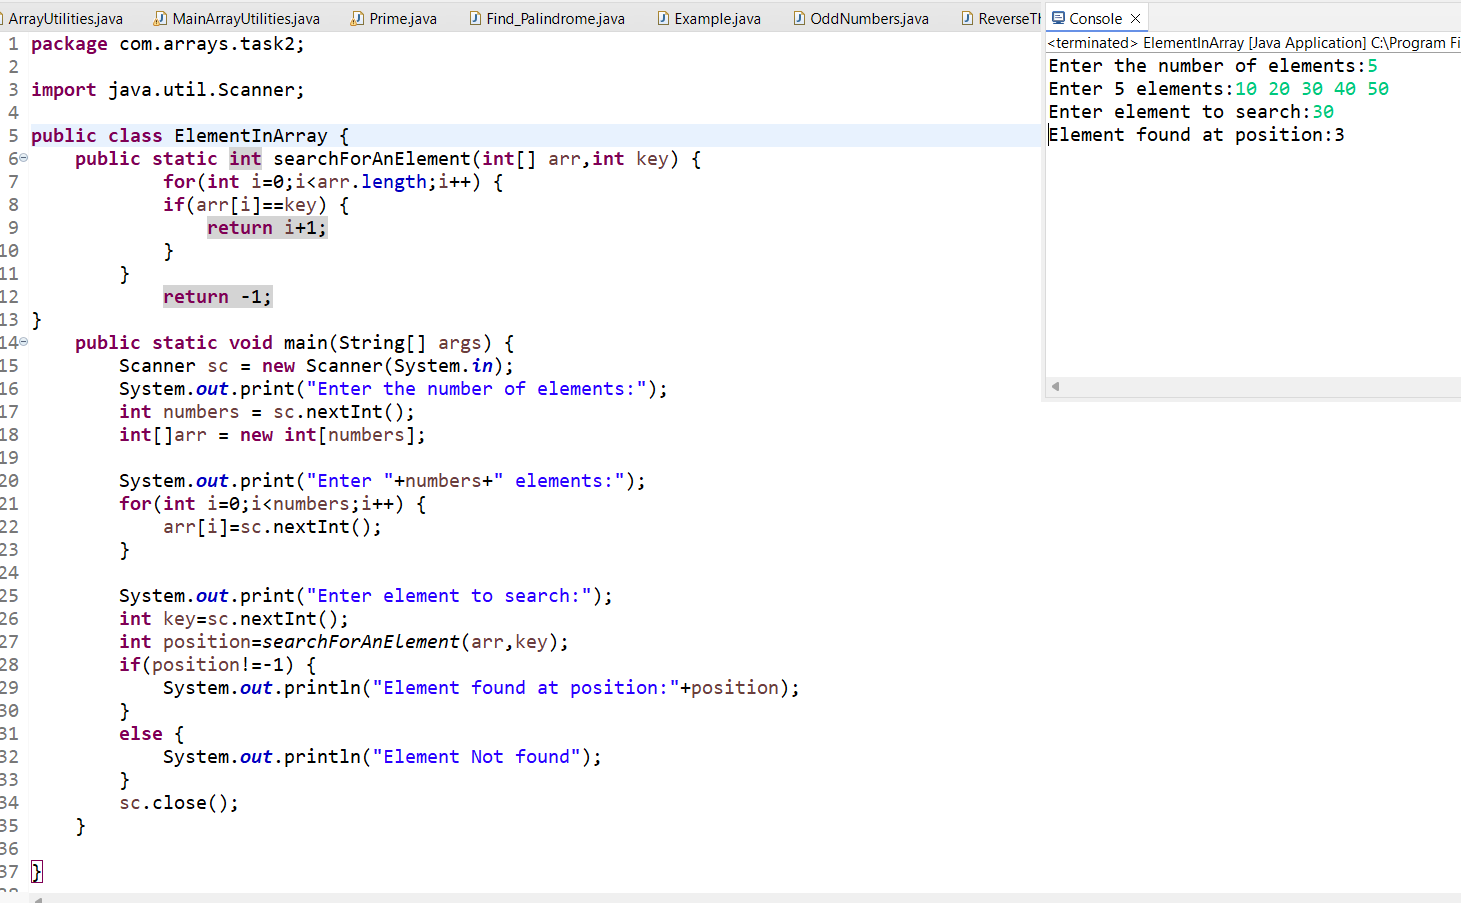 ArrayUtilities.java MainArrayUtilities.java Prime.java Find_Palindrome.java Example.java OddNumbers.java ReverseTh
1 package com.arrays.task2;
2
3 import java.util.Scanner;
4
5 public class ElementInArray {
6 public static int searchForAnElement(int[] arr,int key) {
7 for(int i=0;i<arr.length;i++) {
8 if(arr[i]==key) {
9 return i+1;
10 }
11 }
12 return -1;
13 }
14 public static void main(String[] args) {
15 Scanner sc = new Scanner(System.in);
16 System.out.print("Enter the number of elements:");
17 int numbers = sc.nextInt();
18 int[]arr = new int[numbers];
19
20 System.out.print("Enter "+numbers+" elements:");
21 for(int i=0;i<numbers;i++) {
22 arr[i]=sc.nextInt();
23 }
24
25 System.out.print("Enter element to search:");
26 int key=sc.nextInt();
27 int position=searchForAnElement(arr,key);
28 if(position!=-1) {
29 System.out.println("Element found at position:"+position);
30 }
31 else {
32 System.out.println("Element Not found");
33 }
34 sc.close();
35 }
36
37 }
Console
<terminated> ElementInArray [Java Application] C:\Program Fi
Enter the number of elements:5
Enter 5 elements:10 20 30 40 50
Enter element to search:30
Element found at position:3